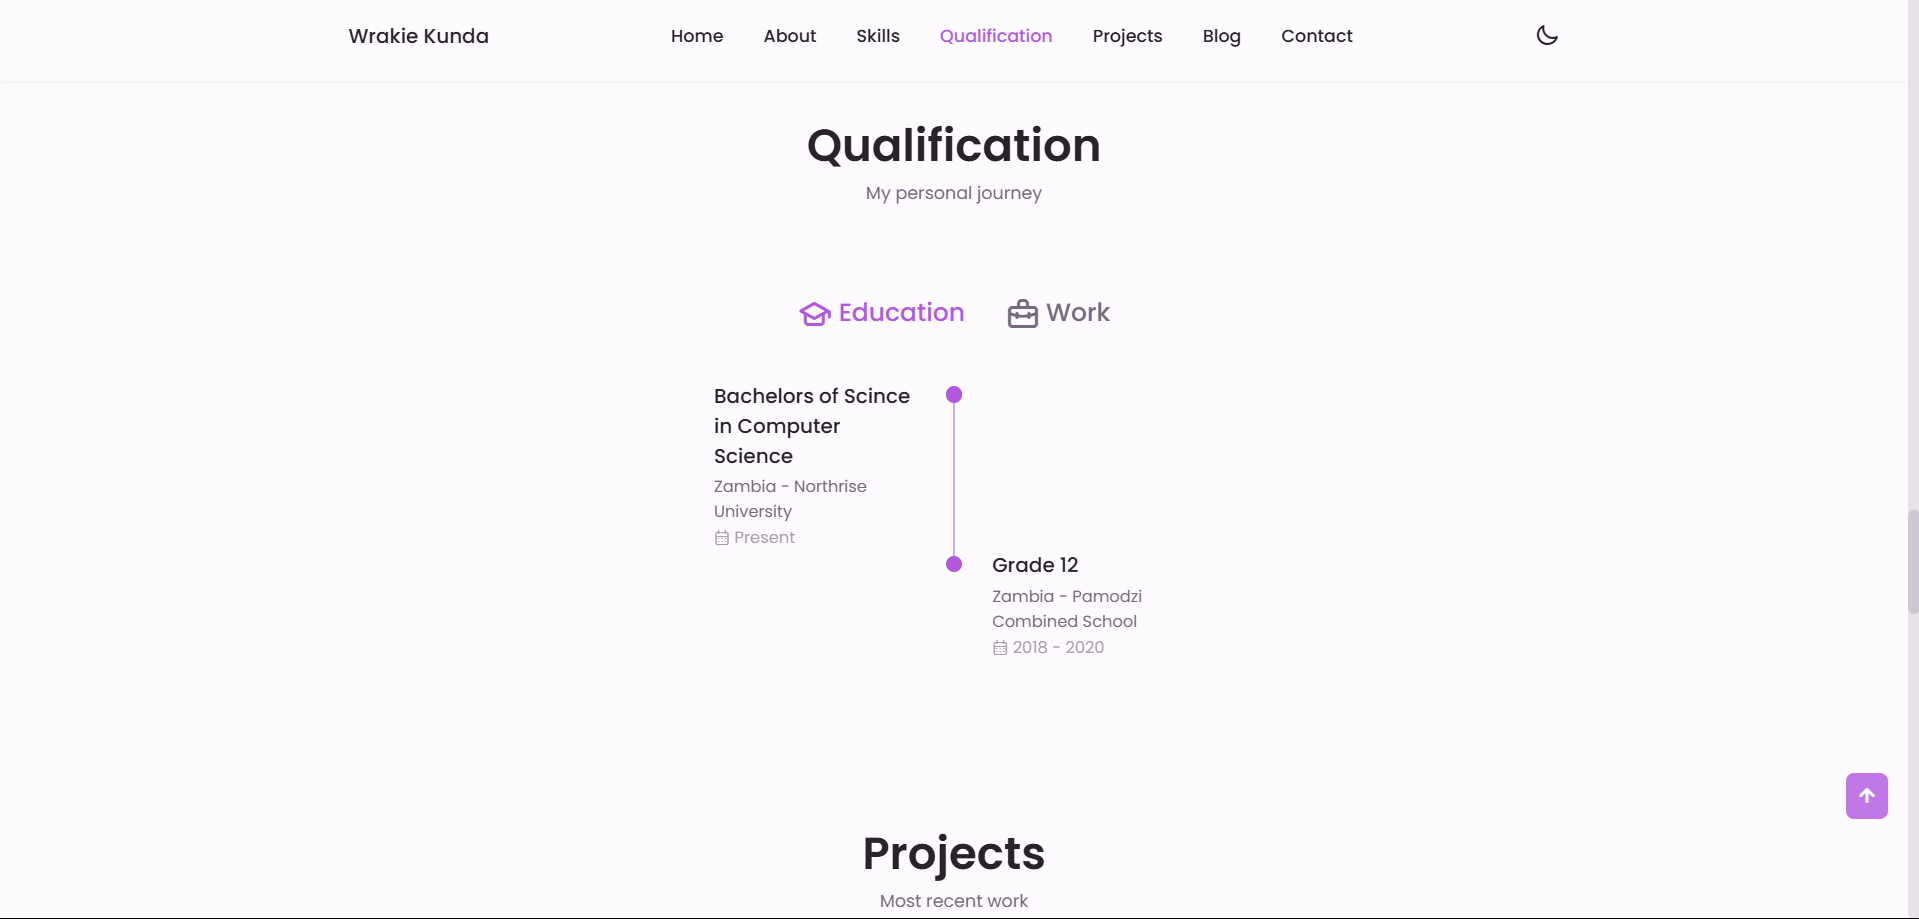 Wrakie Kunda
Home
About
Skills
Qualification
Projects
Blog
Contact
Qualification
My personal journey
Education
Work
Bachelors of Scince
in Computer
Science
Zambia - Northrise
University
Present
Grade 12
Zambia - Pamodzi
Combined School
2018 - 2020
Projects
Most recent work